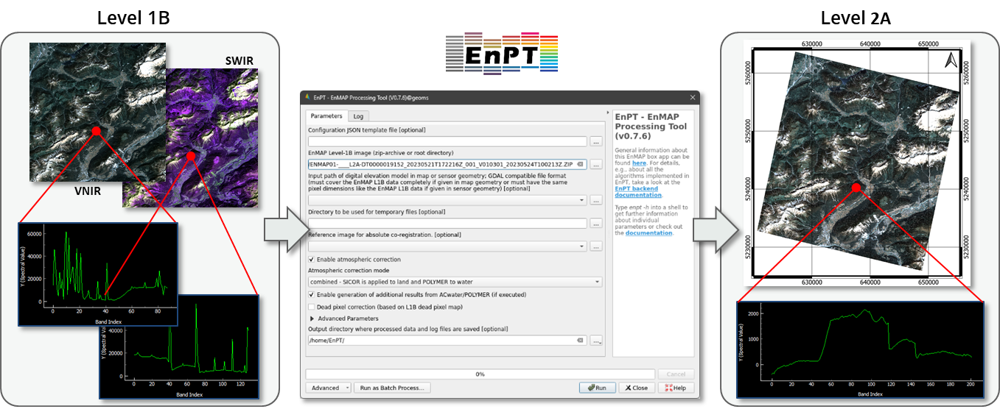 Level 1B
SWIR
VNIR
60000
40000
20000
0
Y (Spectral Value)
0
20
40
60
80
Band Index
40000
20000
0
Y (Spectral Val
0
20
40
60
80
100
120
Band Index
EnPT
EnPT - EnMAP Processing Tool (V0.7.6)@geoms
Parameters
Log
Configuration JSON template file [optional]
...
EnMAP Level-1B image (zip-archive or root directory)
/ENMAP01-____L2A-DT0000019152_20230521T172216Z_001_V010301_20230524T100213Z.ZIP
...
Input path of digital elevation model in map or sensor geometry; GDAL compatible file format
(must cover the EnMAP L1B data completely if given in map geometry or must have the same
pixel dimensions like the EnMAP L1B data if given in sensor geometry) [optional]
...
Directory to be used for temporary files [optional]
...
Reference image for absolute co-registration. [optional]
...
Enable atmospheric correction
Atmospheric correction mode
combined - SICOR is applied to land and POLYMER to water
Enable generation of additional results from ACwater/POLYMER (if executed)
Dead pixel correction (based on L1B dead pixel map)
Advanced Parameters
Output directory where processed data and log files are saved [optional]
/home/EnPT/
...
EnPT - EnMAP
Processing Tool
(v0.7.6)
General information about
this EnMAP box app can be
found here. For details,
e.g., about all the
algorithms implemented in
EnPT, take a look at the
EnPT backend
documentation.
Type enpt -h into a shell to
get further information
about individual
parameters or check out
the documentation.
0%
Cancel
Advanced
Run as Batch Process...
Run
Close
Help
Level 2A
630000
640000
650000
5260000
5250000
5240000
5230000
5260000
5250000
5240000
5230000
630000
640000
650000
2000
1000
0
Y (Spectral Value)
0
20
40
60
80
100
120
140
160
180
200
Band Index